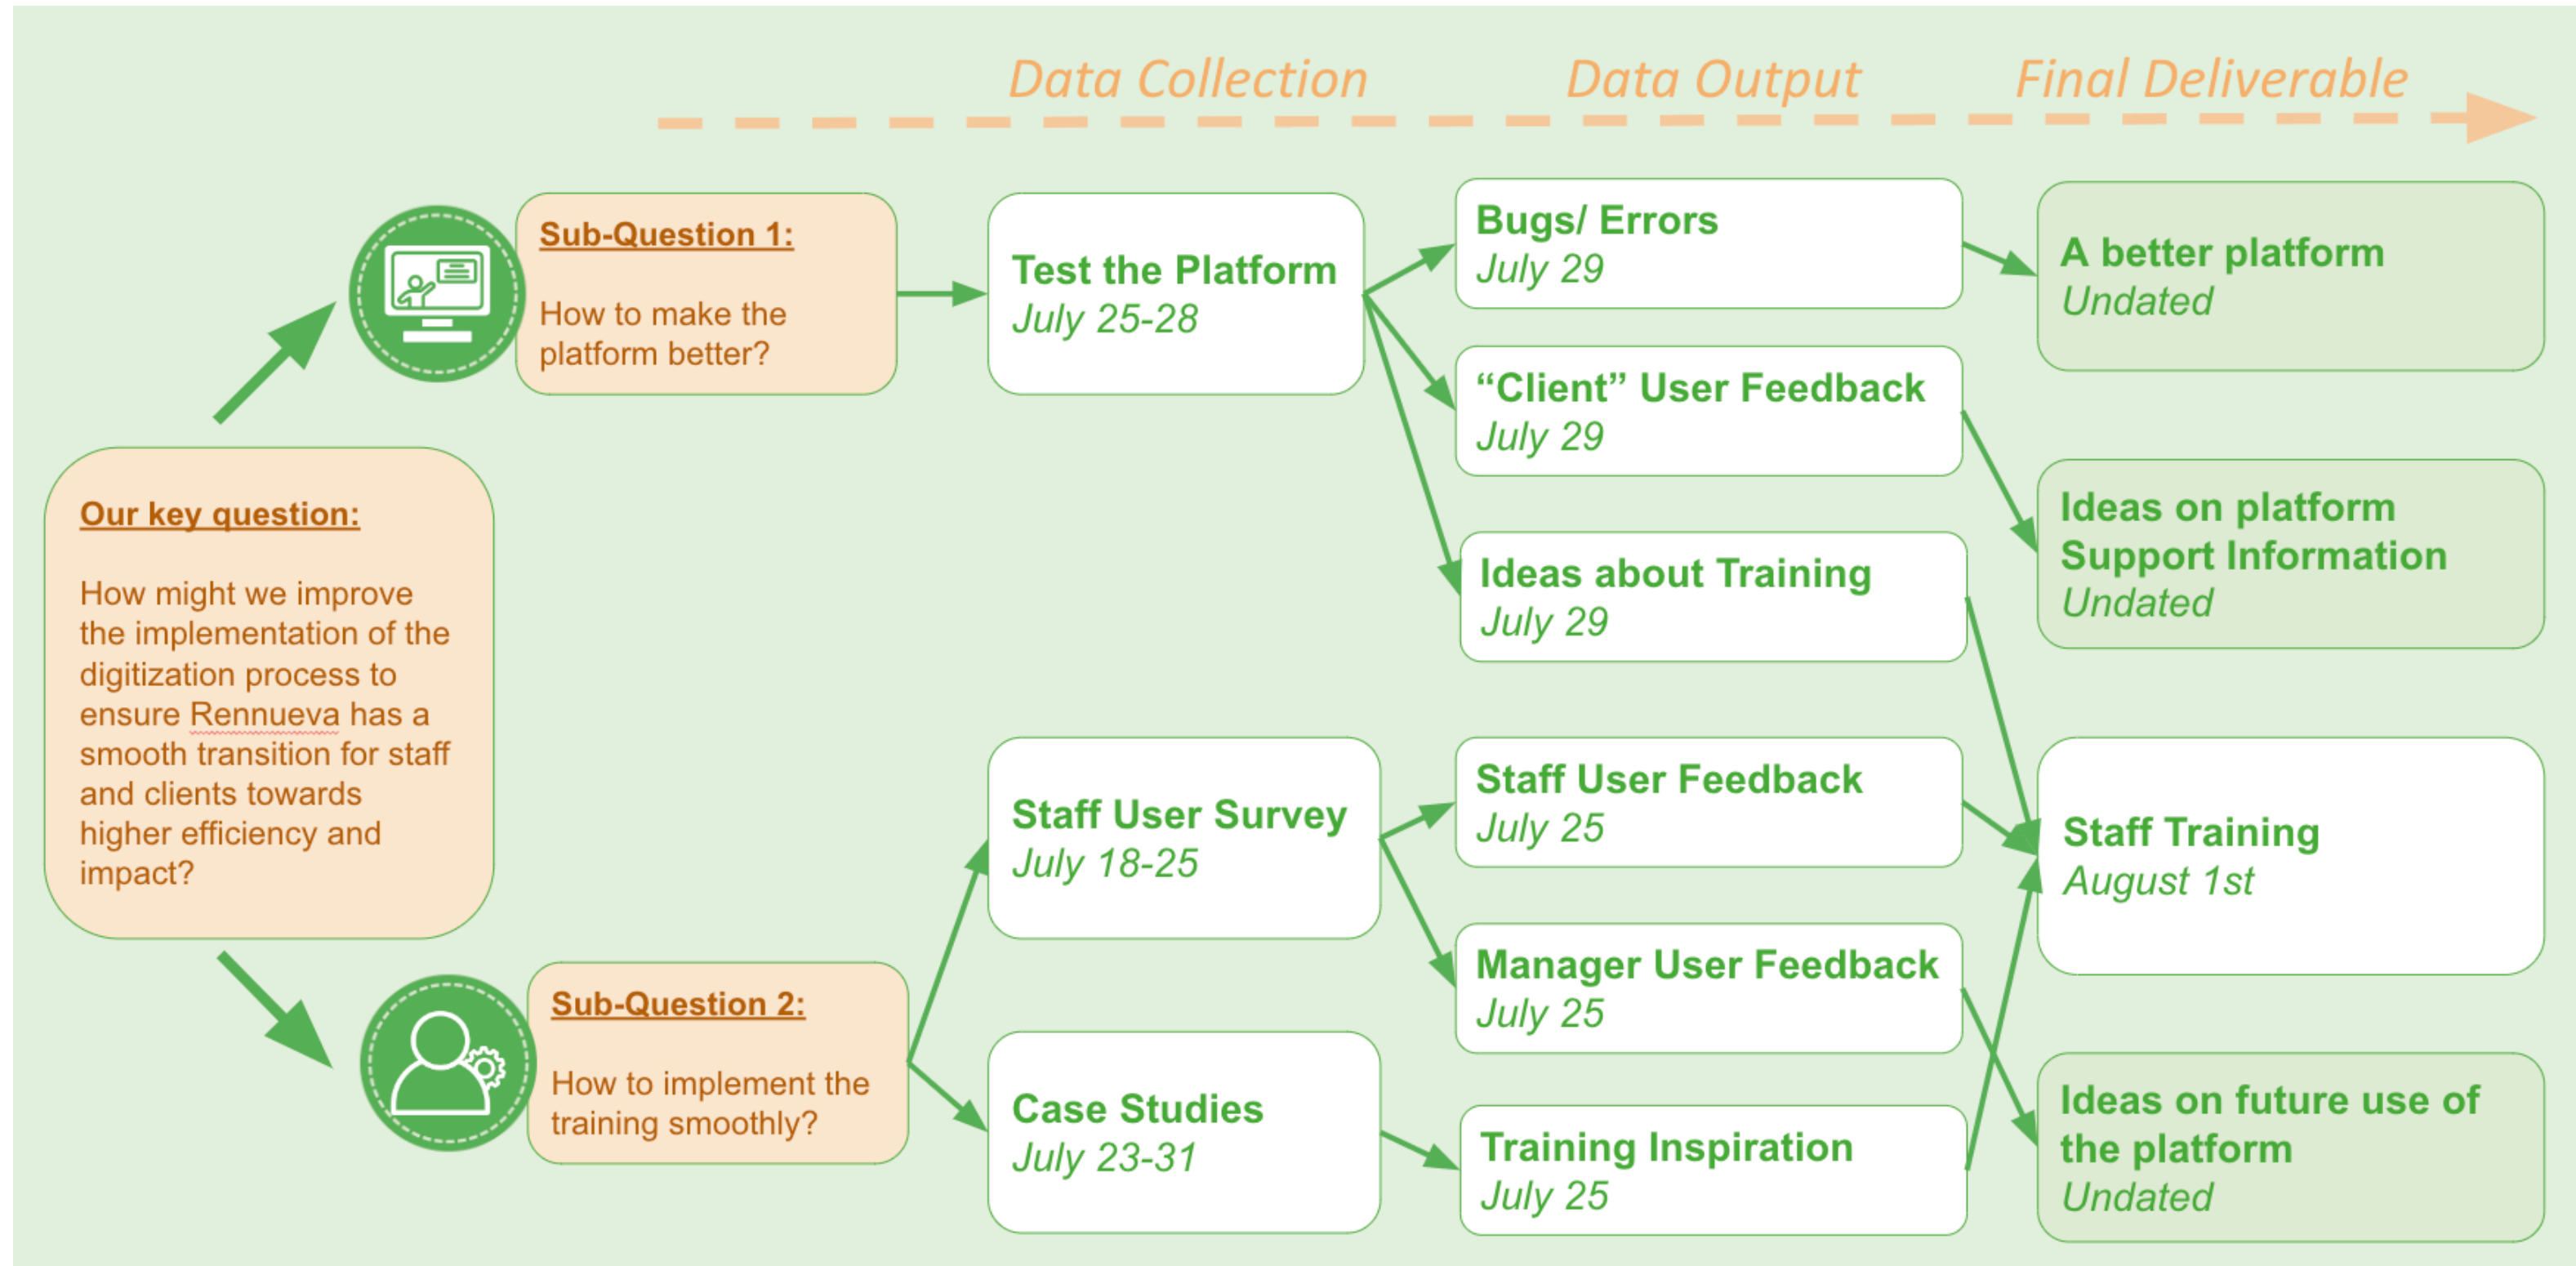 Data Collection
Data Output
Final Deliverable
Sub-Question 1:
How to make the
platform better?
Test the Platform
July 25-28
Bugs/ Errors
July 29
“Client” User Feedback
July 29
Ideas about Training
July 29
A better platform
Undated
Ideas on platform
Support Information
Undated
Our key question:
How might we improve
the implementation of the
digitization process to
ensure Rennueva has a
smooth transition for staff
and clients towards
higher efficiency and
impact?
Sub-Question 2:
How to implement the
training smoothly?
Staff User Survey
July 18-25
Case Studies
July 23-31
Staff User Feedback
July 25
Manager User Feedback
July 25
Training Inspiration
July 25
Staff Training
August 1st
Ideas on future use of
the platform
Undated